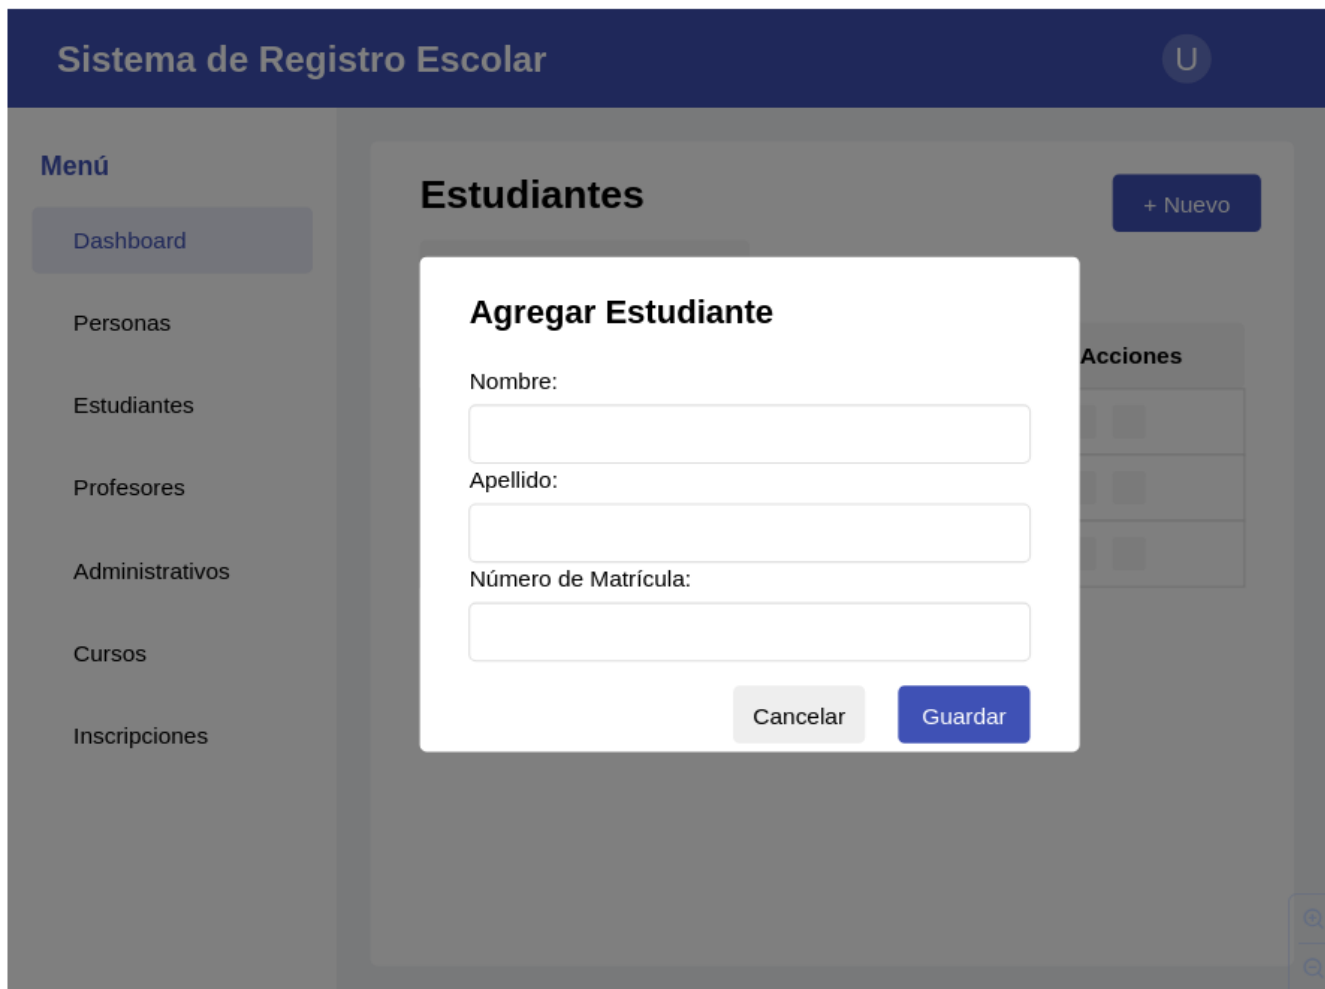 Sistema de Registro Escolar
U
Menú
Dashboard
Personas
Estudiantes
Profesores
Administrativos
Cursos
Inscripciones
Estudiantes
+ Nuevo
Acciones
Agregar Estudiante
Nombre:
Apellido:
Número de Matrícula:
Cancelar
Guardar